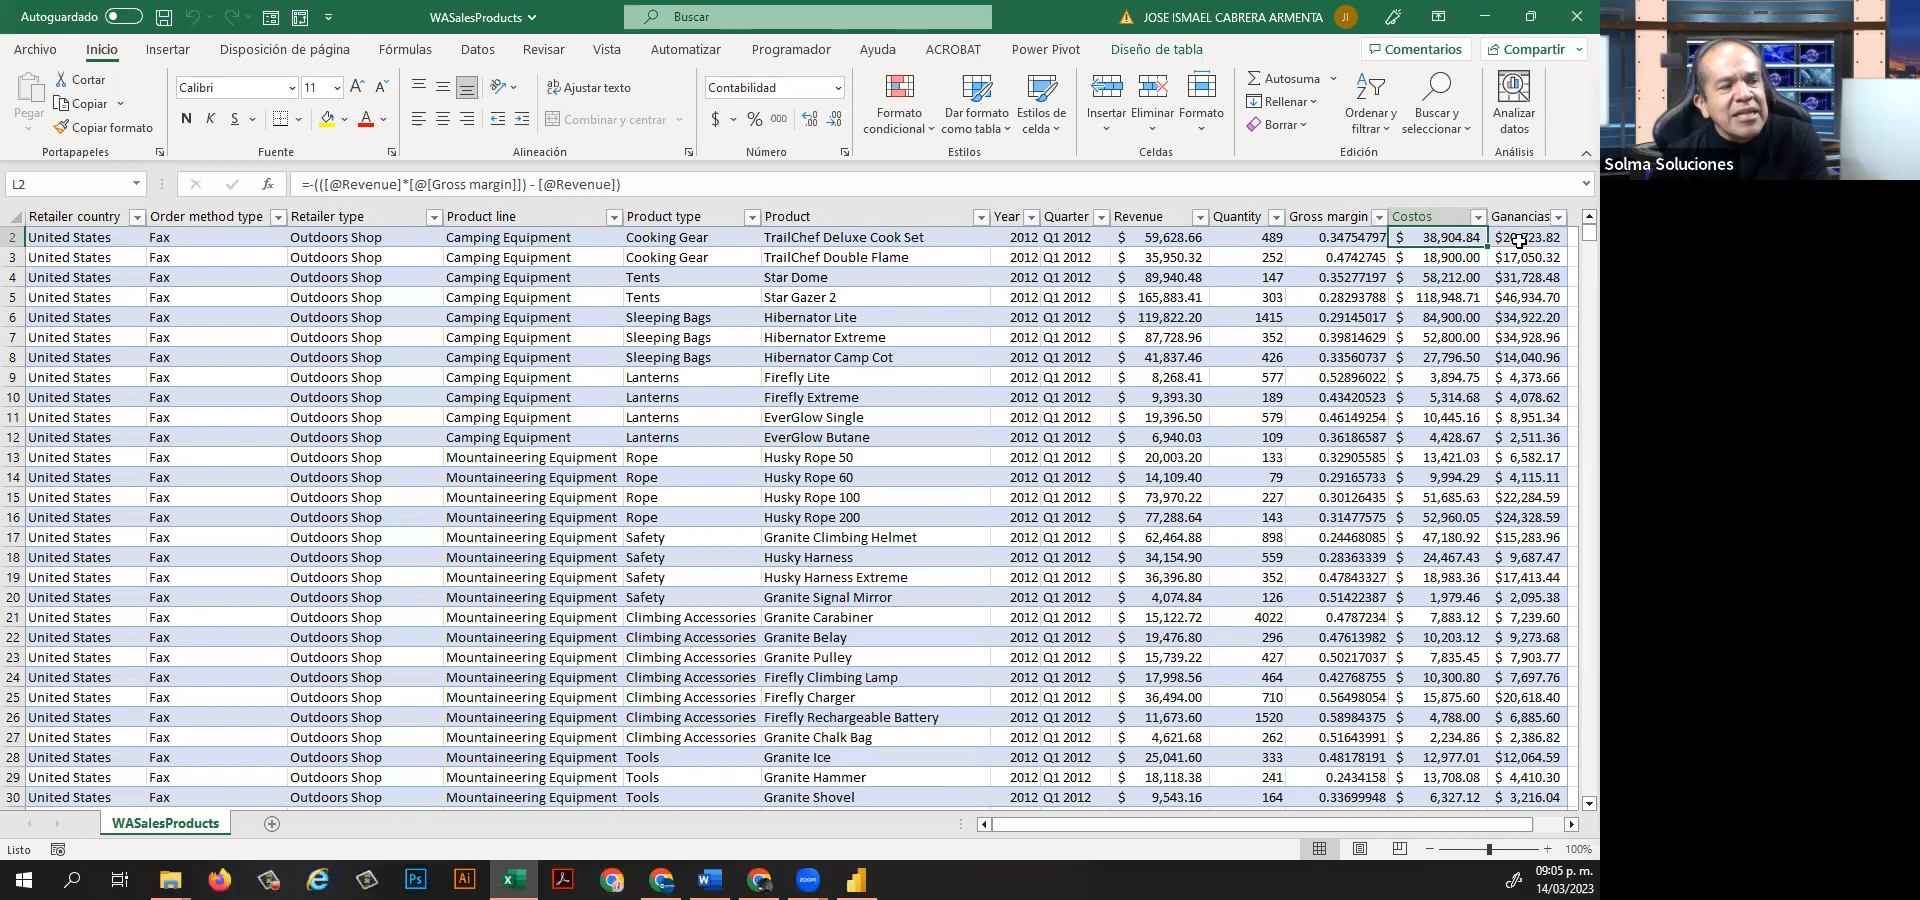 Autoguardado WASalesProducts Buscar JOSE ISMAEL CABRERA ARMENTA JI
Archivo Inicio Insertar Disposición de página Fórmulas Datos Revisar Vista Automatizar Programador Ayuda ACROBAT Power Pivot Diseño de tabla Comentarios Compartir
Pegar Cortar Copiar Copiar formato
Calibri 11 N K S
Ajustar texto Combinar y centrar
Contabilidad $ % 000
Formato condicional Dar formato como tabla Estilos de celda
Insertar Eliminar Formato
Autosuma Rellenar Borrar Ordenar y filtrar Buscar y seleccionar
Analizar datos
Portapapeles Fuente Alineación Número Estilos Celdas Edición Análisis
Solma Soluciones
L2 fx =-(([@Revenue]*[@[Gross margin]]) - [@Revenue])
Retailer country Order method type Retailer type Product line Product type Product Year Quarter Revenue Quantity Gross margin Costos Ganancias
2 United States Fax Outdoors Shop Camping Equipment Cooking Gear TrailChef Deluxe Cook Set 2012 Q1 2012 $ 59,628.66 489 0.34754797 $ 38,904.84
3 United States Fax Outdoors Shop Camping Equipment Cooking Gear TrailChef Double Flame 2012 Q1 2012 $ 35,950.32 252 0.4742745 $ 18,900.00 $17,050.32
4 United States Fax Outdoors Shop Camping Equipment Tents Star Dome 2012 Q1 2012 $ 89,940.48 147 0.35277197 $ 58,212.00 $31,728.48
5 United States Fax Outdoors Shop Camping Equipment Tents Star Gazer 2 2012 Q1 2012 $ 165,883.41 303 0.28293788 $ 118,948.71 $46,934.70
6 United States Fax Outdoors Shop Camping Equipment Sleeping Bags Hibernator Lite 2012 Q1 2012 $ 119,822.20 1415 0.29145017 $ 84,900.00 $34,922.20
7 United States Fax Outdoors Shop Camping Equipment Sleeping Bags Hibernator Extreme 2012 Q1 2012 $ 87,728.96 352 0.39814629 $ 52,800.00 $34,928.96
8 United States Fax Outdoors Shop Camping Equipment Sleeping Bags Hibernator Camp Cot 2012 Q1 2012 $ 41,837.46 426 0.33560737 $ 27,796.50 $14,040.96
9 United States Fax Outdoors Shop Camping Equipment Lanterns Firefly Lite 2012 Q1 2012 $ 8,268.41 577 0.52896022 $ 3,894.75 $ 4,373.66
10 United States Fax Outdoors Shop Camping Equipment Lanterns Firefly Extreme 2012 Q1 2012 $ 9,393.30 189 0.43420523 $ 5,314.68 $ 4,078.62
11 United States Fax Outdoors Shop Camping Equipment Lanterns EverGlow Single 2012 Q1 2012 $ 19,396.50 579 0.46149254 $ 10,445.16 $ 8,951.34
12 United States Fax Outdoors Shop Camping Equipment Lanterns EverGlow Butane 2012 Q1 2012 $ 6,940.03 109 0.36186587 $ 4,428.67 $ 2,511.36
13 United States Fax Outdoors Shop Mountaineering Equipment Rope Husky Rope 50 2012 Q1 2012 $ 20,003.20 133 0.32905585 $ 13,421.03 $ 6,582.17
14 United States Fax Outdoors Shop Mountaineering Equipment Rope Husky Rope 60 2012 Q1 2012 $ 14,109.40 79 0.29165733 $ 9,994.29 $ 4,115.11
15 United States Fax Outdoors Shop Mountaineering Equipment Rope Husky Rope 100 2012 Q1 2012 $ 73,970.22 227 0.30126435 $ 51,685.63 $22,284.59
16 United States Fax Outdoors Shop Mountaineering Equipment Rope Husky Rope 200 2012 Q1 2012 $ 77,288.64 143 0.31477575 $ 52,960.05 $24,328.59
17 United States Fax Outdoors Shop Mountaineering Equipment Safety Granite Climbing Helmet 2012 Q1 2012 $ 62,464.88 898 0.24468085 $ 47,180.92 $15,283.96
18 United States Fax Outdoors Shop Mountaineering Equipment Safety Husky Harness 2012 Q1 2012 $ 34,154.90 559 0.28363339 $ 24,467.43 $ 9,687.47
19 United States Fax Outdoors Shop Mountaineering Equipment Safety Husky Harness Extreme 2012 Q1 2012 $ 36,396.80 352 0.47843327 $ 18,983.36 $17,413.44
20 United States Fax Outdoors Shop Mountaineering Equipment Safety Granite Signal Mirror 2012 Q1 2012 $ 4,074.84 126 0.51422387 $ 1,979.46 $ 2,095.38
21 United States Fax Outdoors Shop Mountaineering Equipment Climbing Accessories Granite Carabiner 2012 Q1 2012 $ 15,122.72 4022 0.4787234 $ 7,883.12 $ 7,239.60
22 United States Fax Outdoors Shop Mountaineering Equipment Climbing Accessories Granite Belay 2012 Q1 2012 $ 19,476.80 296 0.47613982 $ 10,203.12 $ 9,273.68
23 United States Fax Outdoors Shop Mountaineering Equipment Climbing Accessories Granite Pulley 2012 Q1 2012 $ 15,739.22 427 0.50217037 $ 7,835.45 $ 7,903.77
24 United States Fax Outdoors Shop Mountaineering Equipment Climbing Accessories Firefly Climbing Lamp 2012 Q1 2012 $ 17,998.56 464 0.42768755 $ 10,300.80 $ 7,697.76
25 United States Fax Outdoors Shop Mountaineering Equipment Climbing Accessories Firefly Charger 2012 Q1 2012 $ 36,494.00 710 0.56498054 $ 15,875.60 $20,618.40
26 United States Fax Outdoors Shop Mountaineering Equipment Climbing Accessories Firefly Rechargeable Battery 2012 Q1 2012 $ 11,673.60 1520 0.58984375 $ 4,788.00 $ 6,885.60
27 United States Fax Outdoors Shop Mountaineering Equipment Climbing Accessories Granite Chalk Bag 2012 Q1 2012 $ 4,621.68 262 0.51643991 $ 2,234.86 $ 2,386.82
28 United States Fax Outdoors Shop Mountaineering Equipment Tools Granite Ice 2012 Q1 2012 $ 25,041.60 333 0.48178191 $ 12,977.01 $12,064.59
29 United States Fax Outdoors Shop Mountaineering Equipment Tools Granite Hammer 2012 Q1 2012 $ 18,118.38 241 0.2434158 $ 13,708.08 $ 4,410.30
30 United States Fax Outdoors Shop Mountaineering Equipment Tools Granite Shovel 2012 Q1 2012 $ 9,543.16 164 0.33699948 $ 6,327.12 $ 3,216.04
WASalesProducts
Listo 100%
Ps Ai zoom 09:05 p. m.
14/03/2023